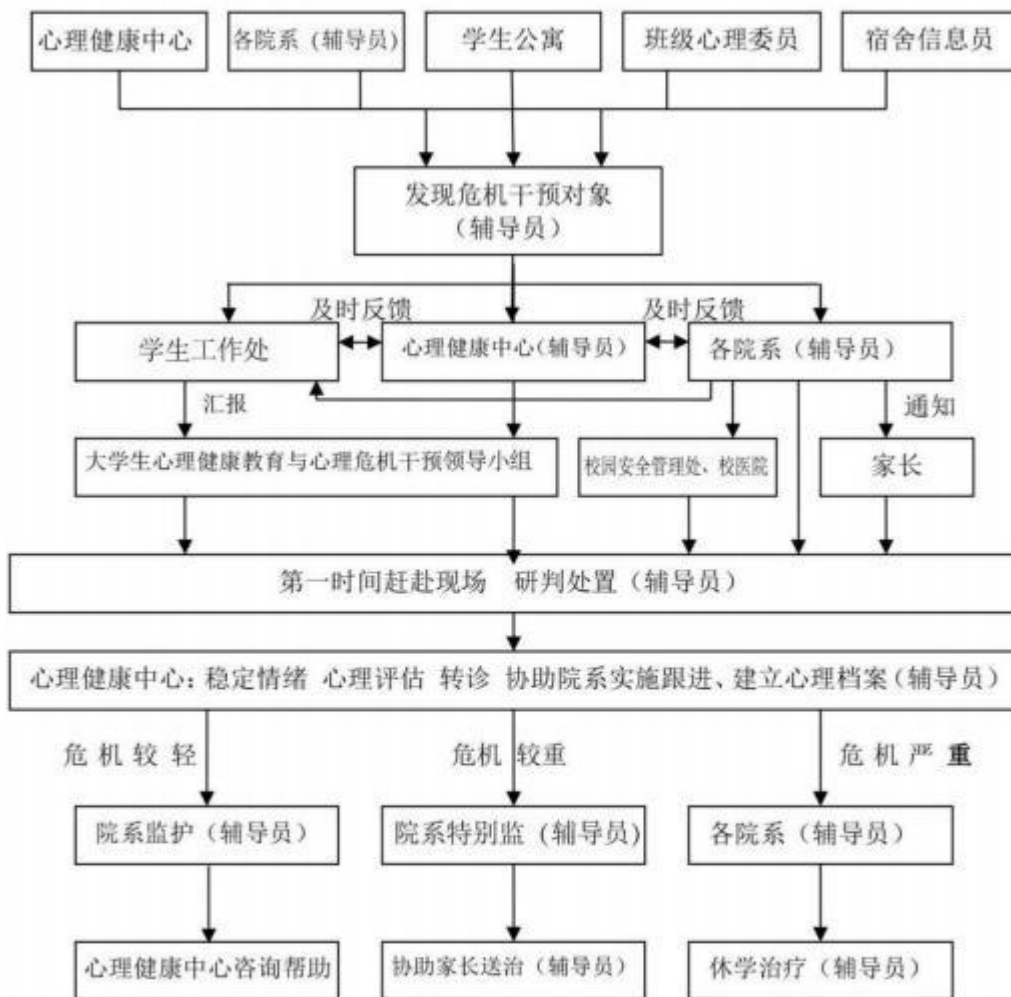 心理健康中心
各院系 (辅导员)
学生公寓
班级心理委员
宿舍信息员
发现危机干预对象
（辅导员）
及时反馈
及时反馈
学生工作处
心理健康中心(辅导员)
各院系（辅导员）
汇报
通知
大学生心理健康教育与心理危机干预领导小组
校园安全管理处、校医院
家长
第一时间赶赴现场 研判处置（辅导员）
心理健康中心：稳定情绪 心理评估 转诊 协助院系实施跟进、建立心理档案(辅导员)
危机较轻
危机 较重
危机严重
院系监护（辅导员）
院系特别监 (辅导员)
各院系（辅导员）
心理健康中心咨询帮助
协助家长送治（辅导员）
休学治疗（辅导员）